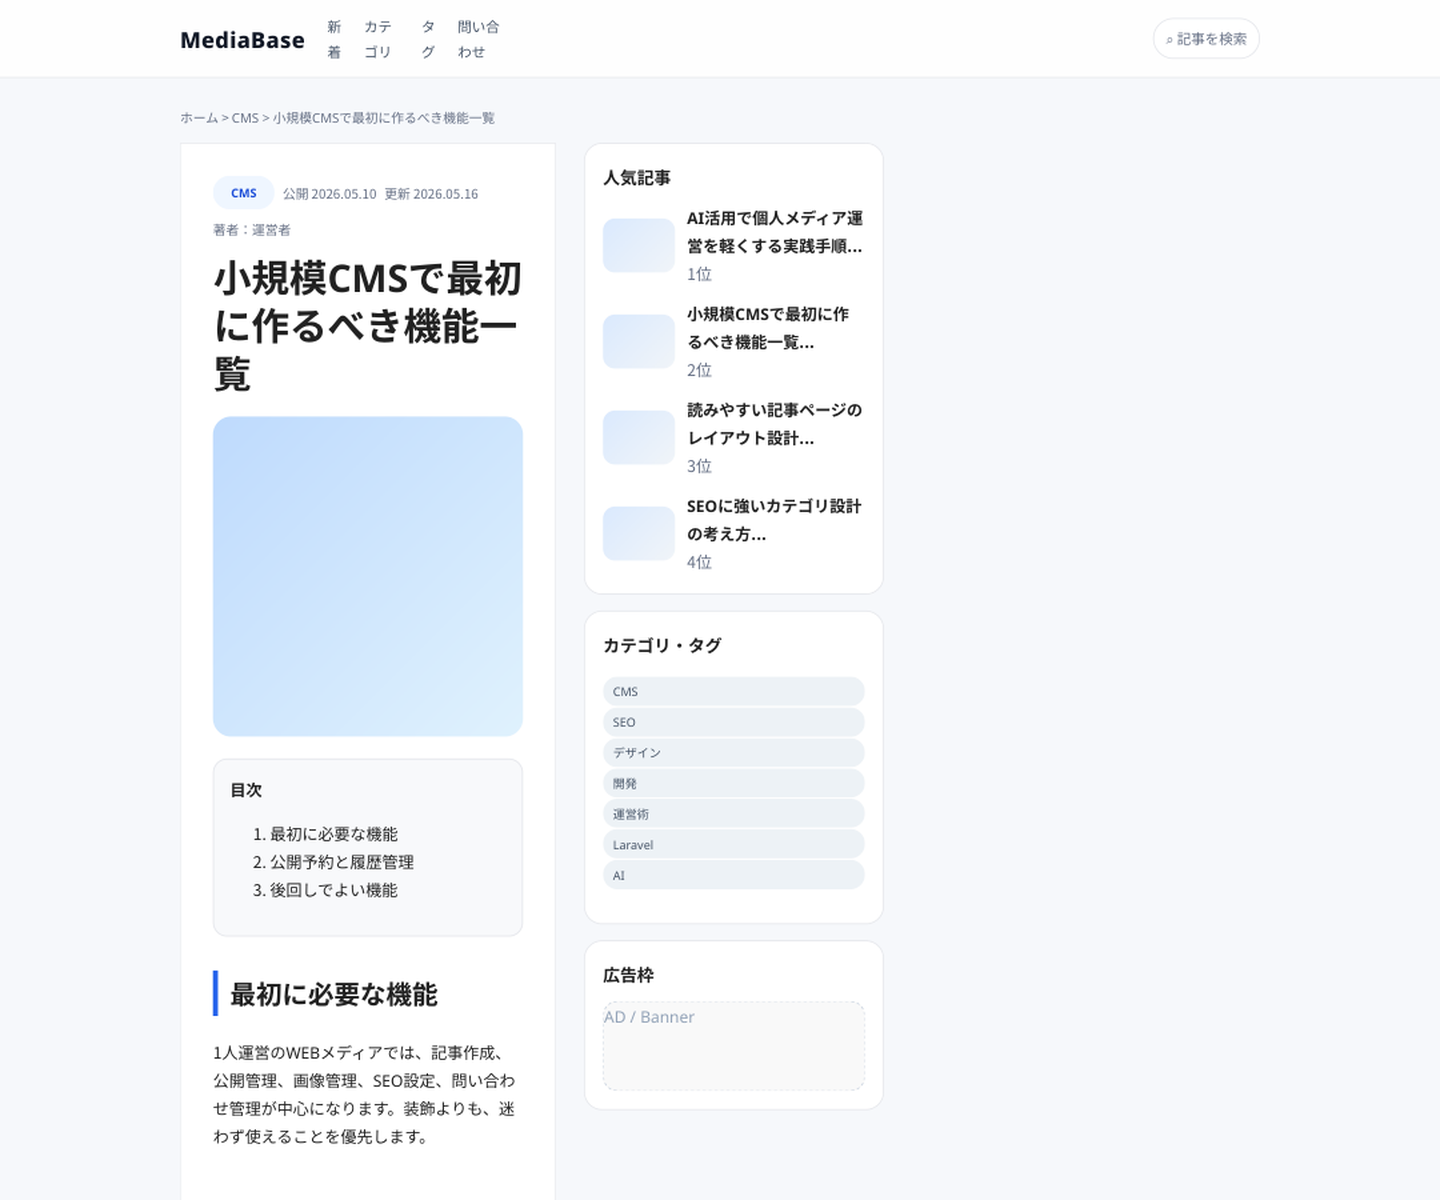 MediaBase
新着
カテゴリ
タグ
問い合わせ
⌕ 記事を検索
ホーム > CMS > 小規模CMSで最初に作るべき機能一覧
CMS 公開 2026.05.10 更新 2026.05.16
著者：運営者
小規模CMSで最初
に作るべき機能一
覧
目次
1. 最初に必要な機能
2. 公開予約と履歴管理
3. 後回しでよい機能
最初に必要な機能
1人運営のWEBメディアでは、記事作成、
公開管理、画像管理、SEO設定、問い合わ
せ管理が中心になります。装飾よりも、迷
わず使えることを優先します。
人気記事
AI活用で個人メディア運
営を軽くする実践手順...
1位
小規模CMSで最初に作
るべき機能一覧...
2位
読みやすい記事ページの
レイアウト設計...
3位
SEOに強いカテゴリ設計
の考え方...
4位
カテゴリ・タグ
CMS
SEO
デザイン
開発
運営術
Laravel
AI
広告枠
AD / Banner